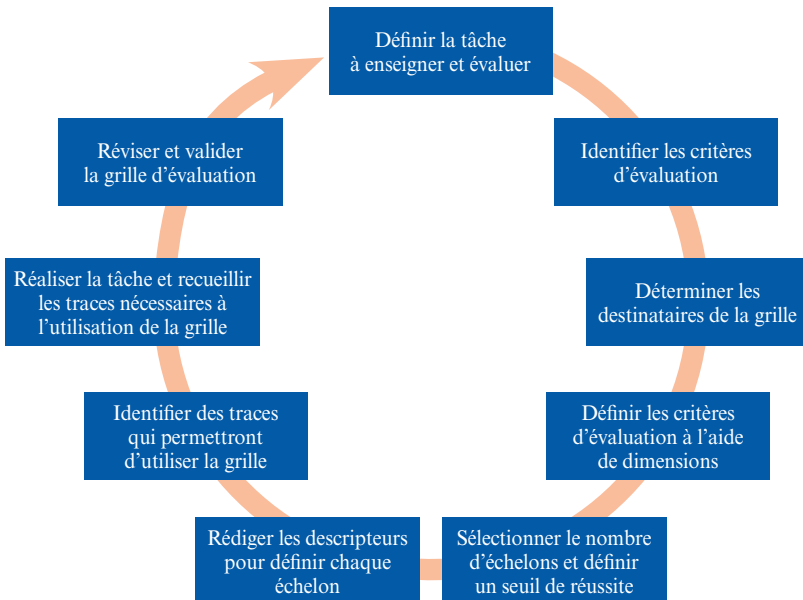 Définir la tâche
à enseigner et évaluer
Identifier les critères
d'évaluation
Déterminer les
destinataires de la grille
Définir les critères
d'évaluation à l'aide
de dimensions
Sélectionner le nombre
d'échelons et définir
un seuil de réussite
Rédiger les descripteurs
pour définir chaque
échelon
Identifier des traces
qui permettront
d'utiliser la grille
Réaliser la tâche et recueillir
les traces nécessaires à
l'utilisation de la grille
Réviser et valider
la grille d'évaluation